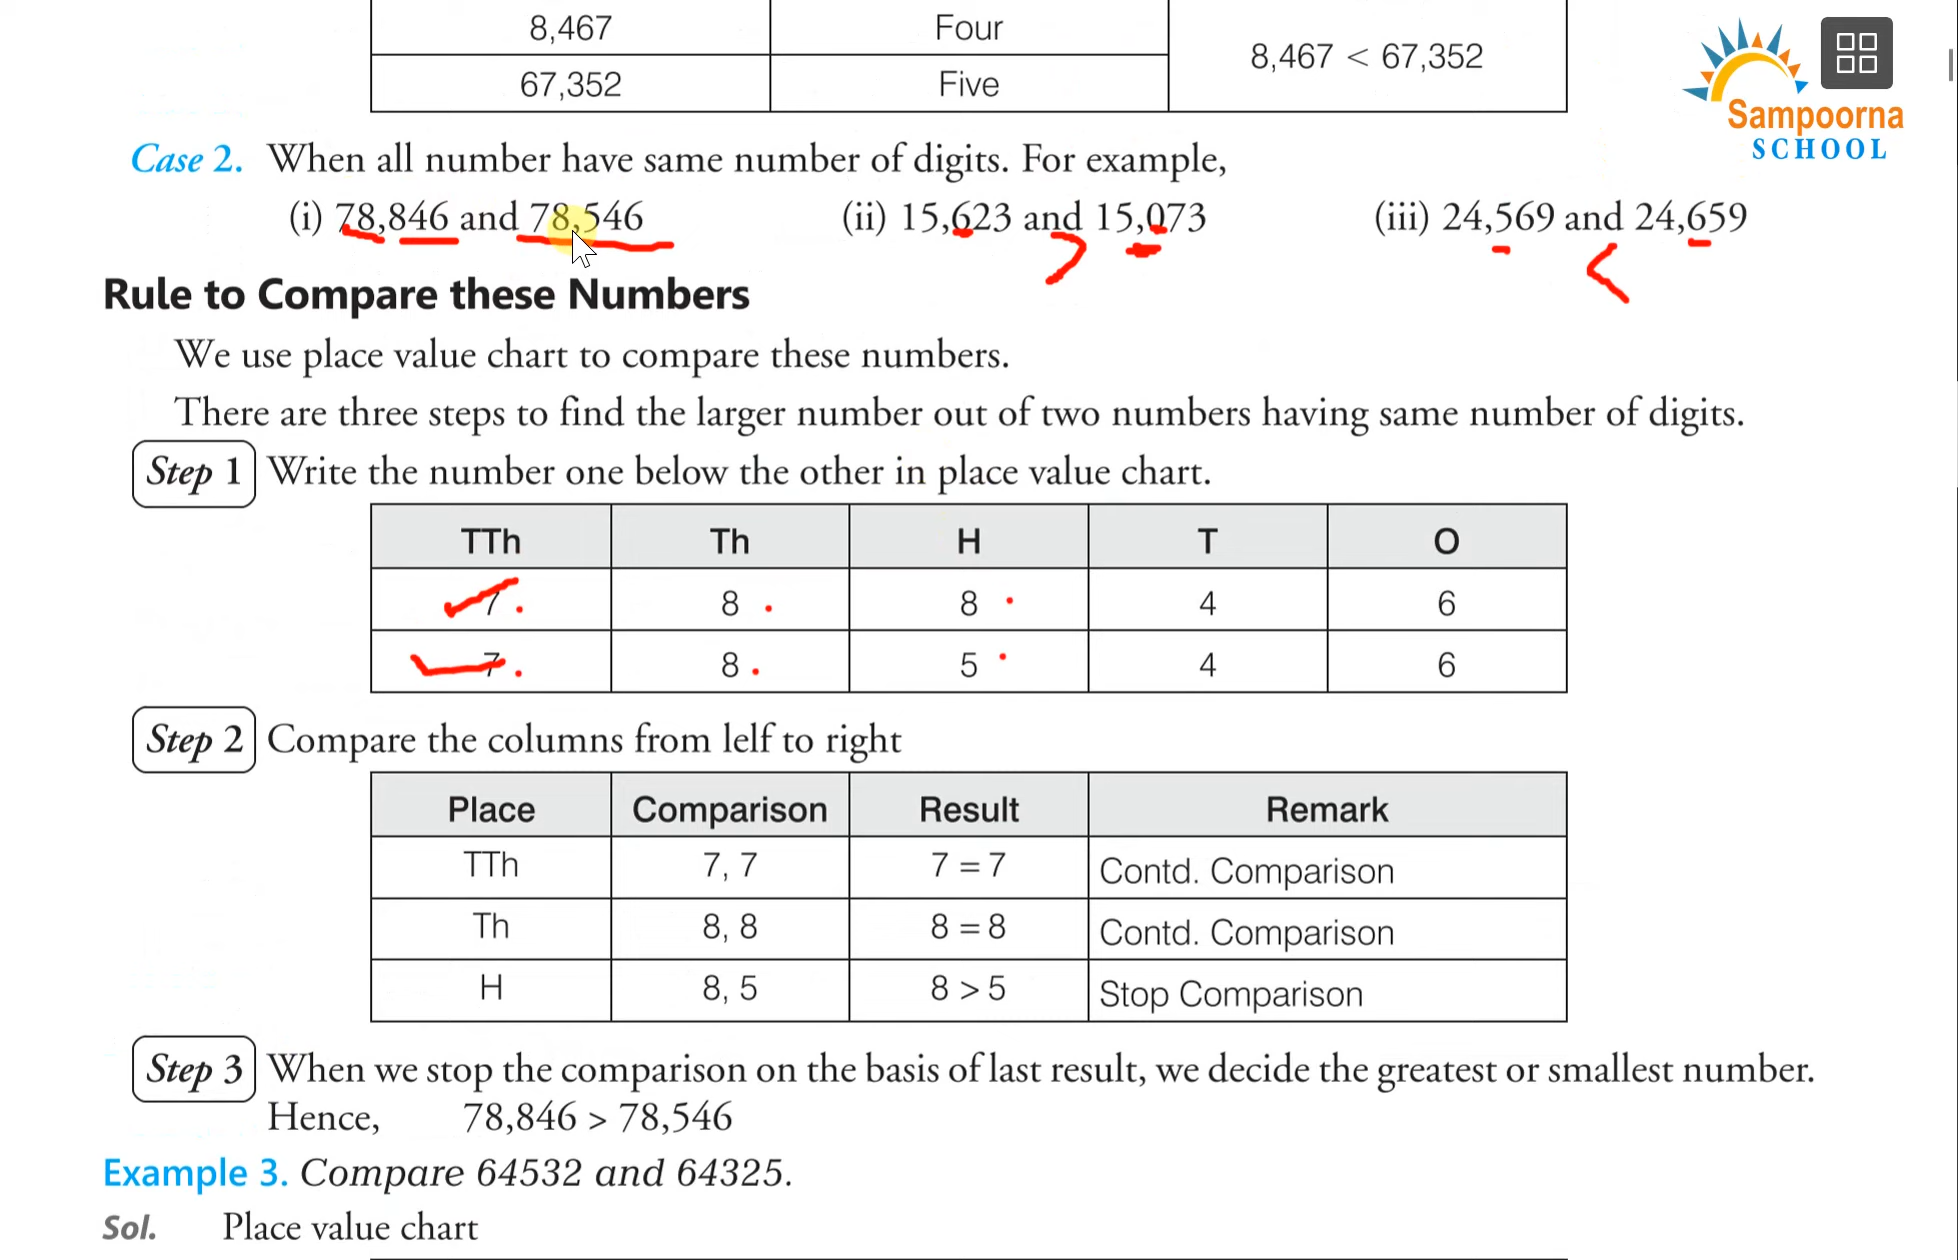 8,467 Four
8,467 < 67,352
67,352 Five
Sampoorna
SCHOOL
Case 2. When all number have same number of digits. For example,
(i) 78,846 and 78,546 (ii) 15,623 and 15,073 (iii) 24,569 and 24,659
> <
Rule to Compare these Numbers
We use place value chart to compare these numbers.
There are three steps to find the larger number out of two numbers having same number of digits.
Step 1 Write the number one below the other in place value chart.
TTh Th H T O
7 8 8 4 6
7 8 5 4 6
Step 2 Compare the columns from lelf to right
Place Comparison Result Remark
TTh 7, 7 7 = 7 Contd. Comparison
Th 8, 8 8 = 8 Contd. Comparison
H 8, 5 8 > 5 Stop Comparison
Step 3 When we stop the comparison on the basis of last result, we decide the greatest or smallest number.
Hence, 78,846 > 78,546
Example 3. Compare 64532 and 64325.
Sol. Place value chart